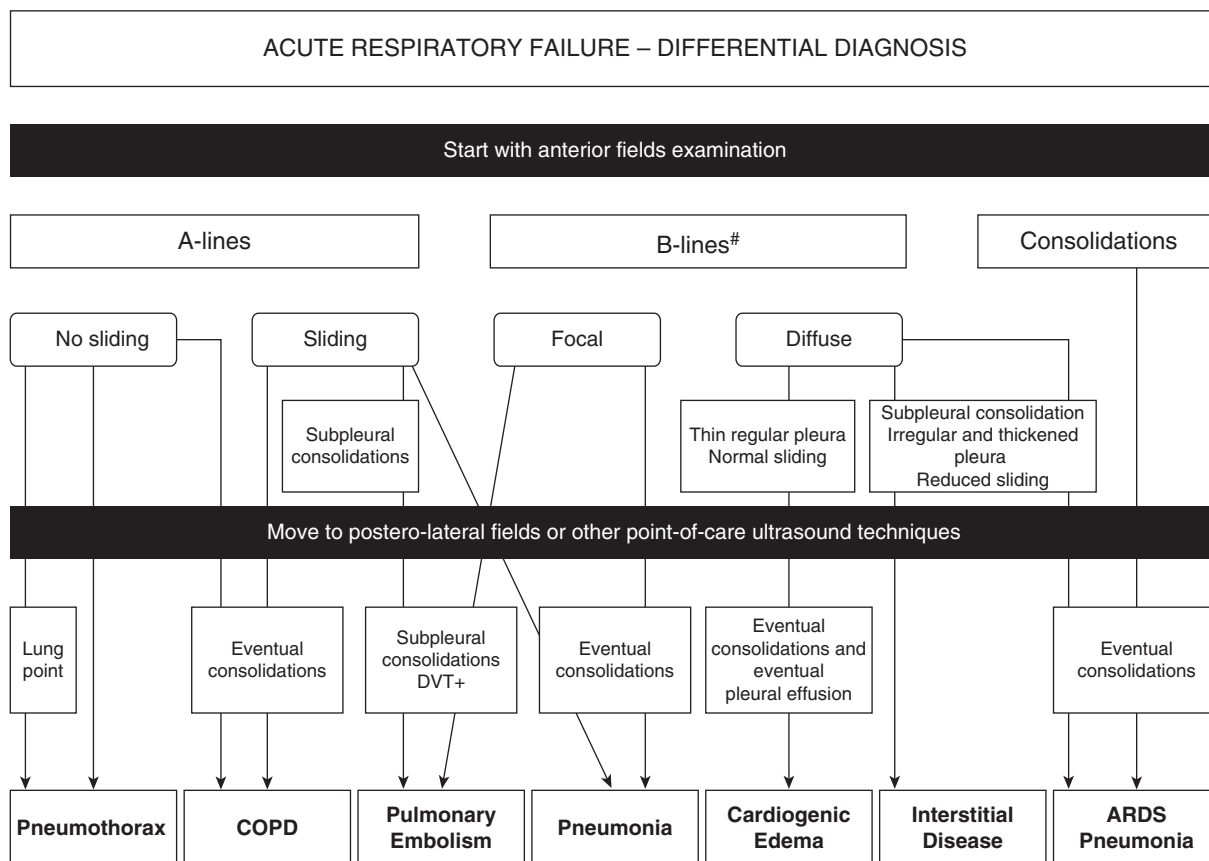 ACUTE RESPIRATORY FAILURE – DIFFERENTIAL DIAGNOSIS
Start with anterior fields examination
A-lines
B-lines#
Consolidations
No sliding
Sliding
Focal
Diffuse
Subpleural
consolidations
Thin regular pleura
Normal sliding
Subpleural consolidation
Irregular and thickened
pleura
Reduced sliding
Move to postero-lateral fields or other point-of-care ultrasound techniques
Lung
point
Eventual
consolidations
Subpleural
consolidations
DVT+
Eventual
consolidations
Eventual
consolidations and
eventual
pleural effusion
Eventual
consolidations
Pneumothorax
COPD
Pulmonary
Embolism
Pneumonia
Cardiogenic
Edema
Interstitial
Disease
ARDS
Pneumonia